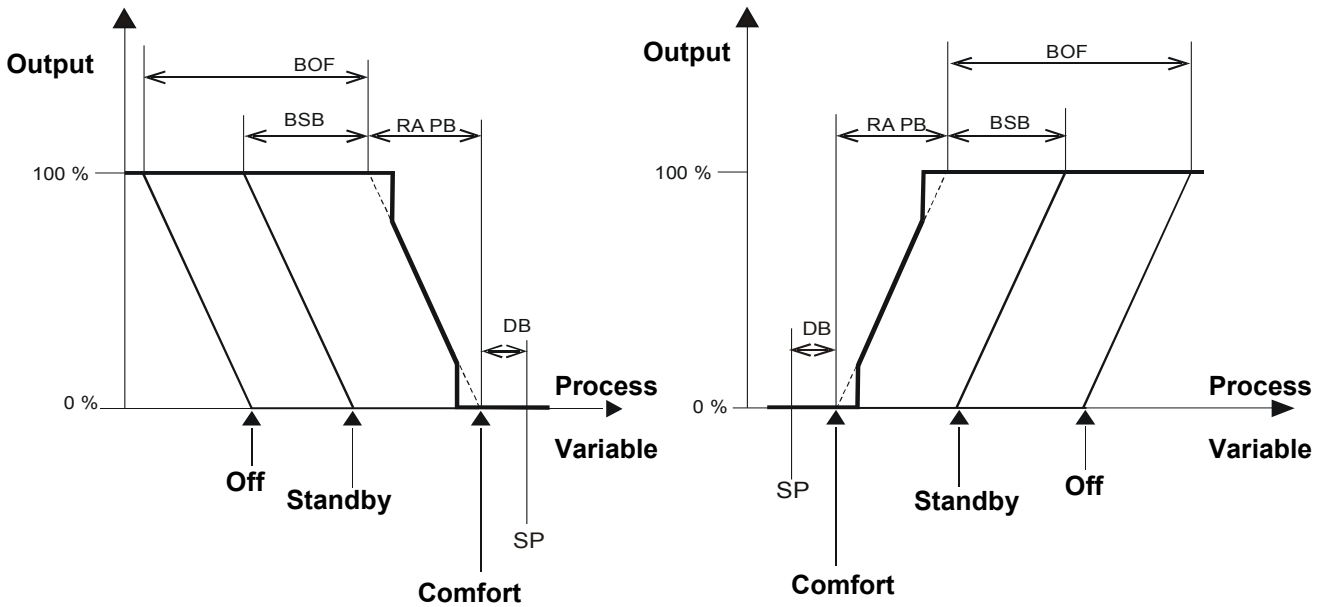 Output
BOF
BSB
RA PB
100 %
DB
Process
0 %
Variable
Off
Standby
SP
Comfort
Output
BOF
RA PB
BSB
100 %
DB
Process
0 %
Variable
SP
Standby
Off
Comfort